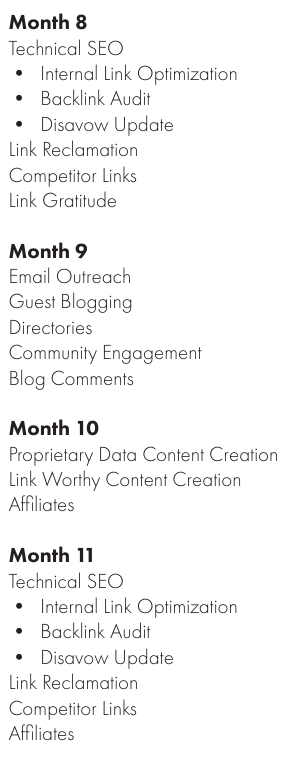 Month 8
Technical SEO
• Internal Link Optimization
• Backlink Audit
• Disavow Update
Link Reclamation
Competitor Links
Link Gratitude
Month 9
Email Outreach
Guest Blogging
Directories
Community Engagement
Blog Comments
Month 10
Proprietary Data Content Creation
Link Worthy Content Creation
Affiliates
Month 11
Technical SEO
• Internal Link Optimization
• Backlink Audit
• Disavow Update
Link Reclamation
Competitor Links
Affiliates